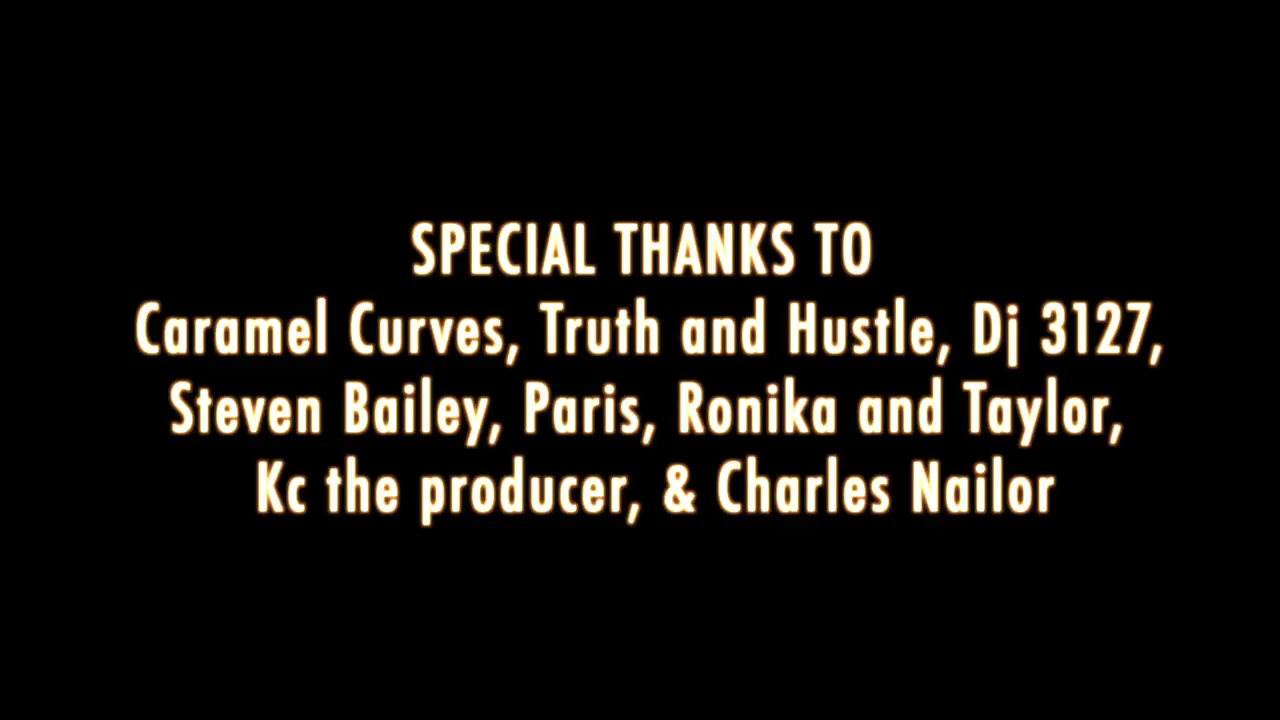 SPECIAL THANKS TO
Caramel Curves, Truth and Hustle, Dj 3127,
Steven Bailey, Paris, Ronika and Taylor,
Kc the producer, & Charles Nailor